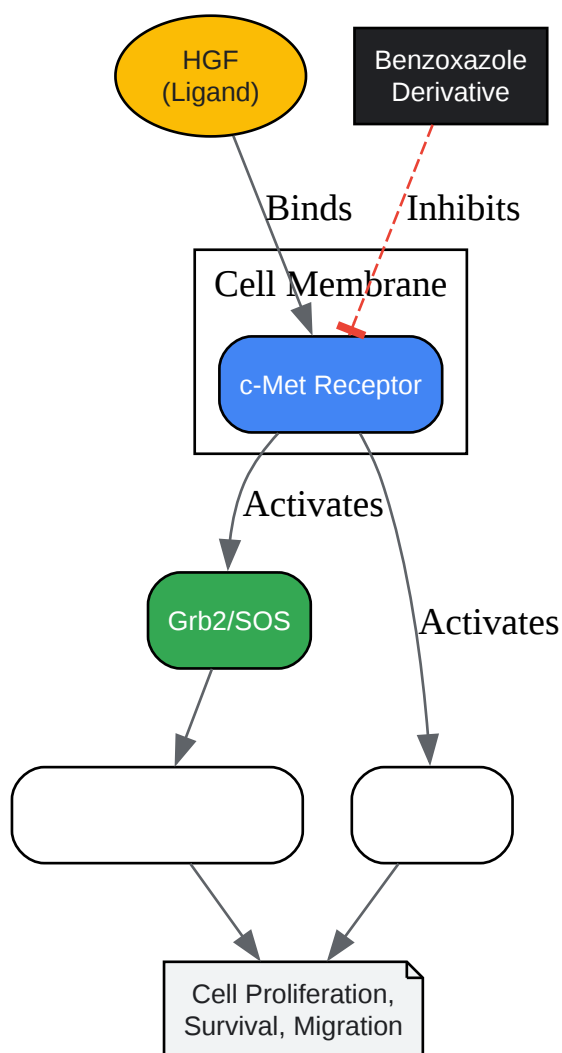 HGF
(Ligand)
Benzoxazole
Derivative
Binds
Inhibits
Cell Membrane
c-Met Receptor
Activates
Grb2/SOS
Activates
Cell Proliferation,
Survival, Migration